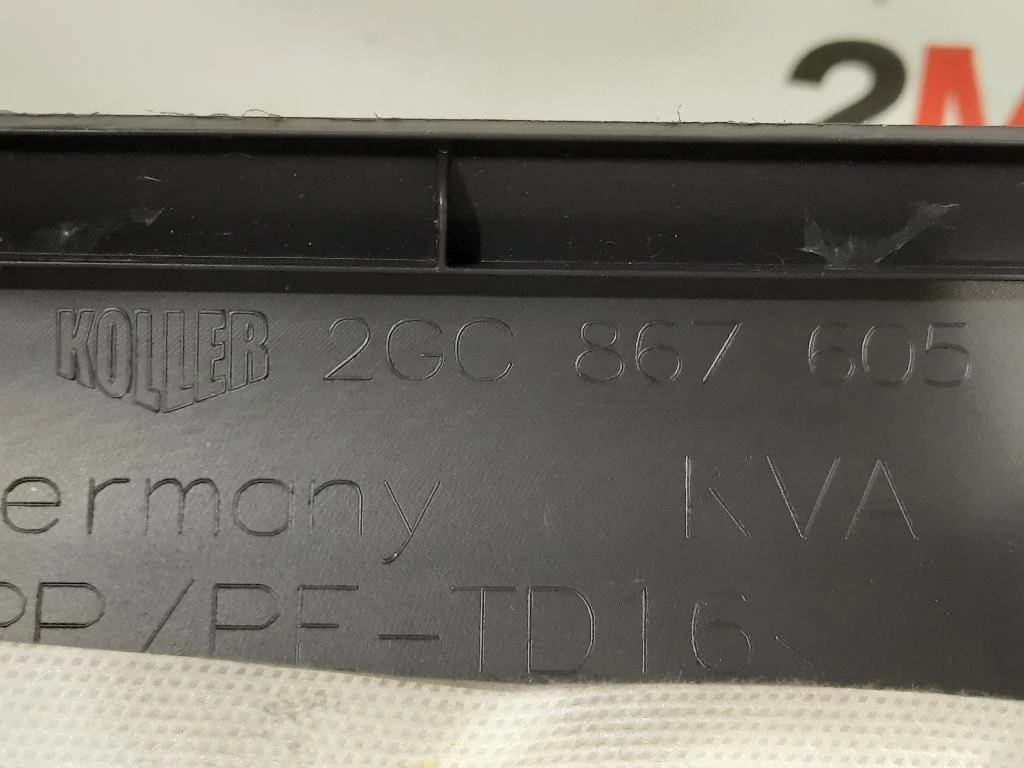 2M
KOLLER 2GC 867 605
ermany KVA
PP/PE-TD16<